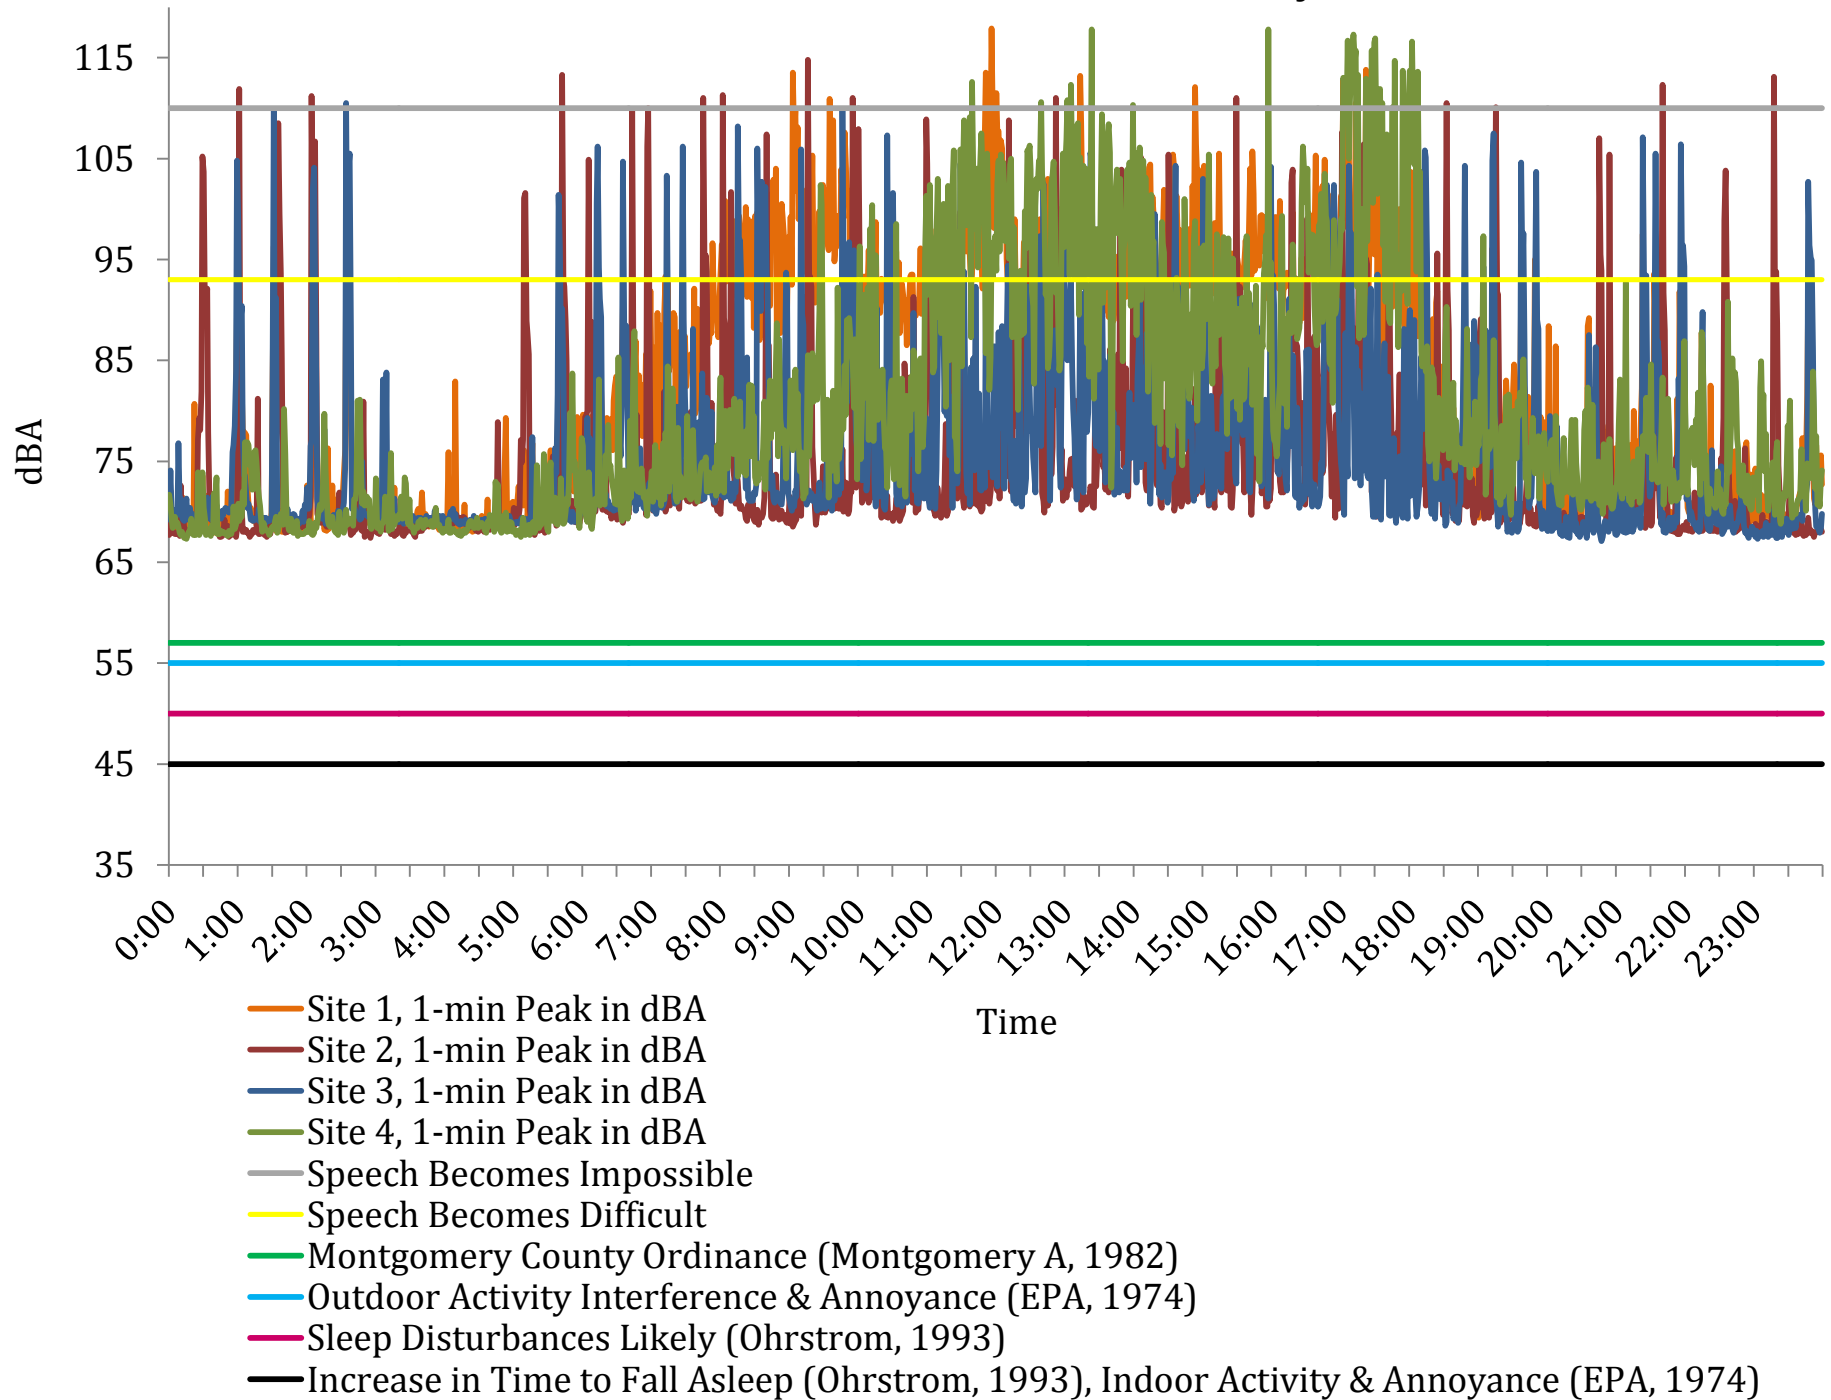 115
105
95
85
75
65
55
45
35
dBA
0:00
1:00
2:00
3:00
4:00
5:00
6:00
7:00
8:00
9:00
10:00
11:00
12:00
13:00
14:00
15:00
16:00
17:00
18:00
19:00
20:00
21:00
22:00
23:00
Time
Site 1, 1-min Peak in dBA
Site 2, 1-min Peak in dBA
Site 3, 1-min Peak in dBA
Site 4, 1-min Peak in dBA
Speech Becomes Impossible
Speech Becomes Difficult
Montgomery County Ordinance (Montgomery A, 1982)
Outdoor Activity Interference & Annoyance (EPA, 1974)
Sleep Disturbances Likely (Ohrstrom, 1993)
Increase in Time to Fall Asleep (Ohrstrom, 1993), Indoor Activity & Annoyance (EPA, 1974)